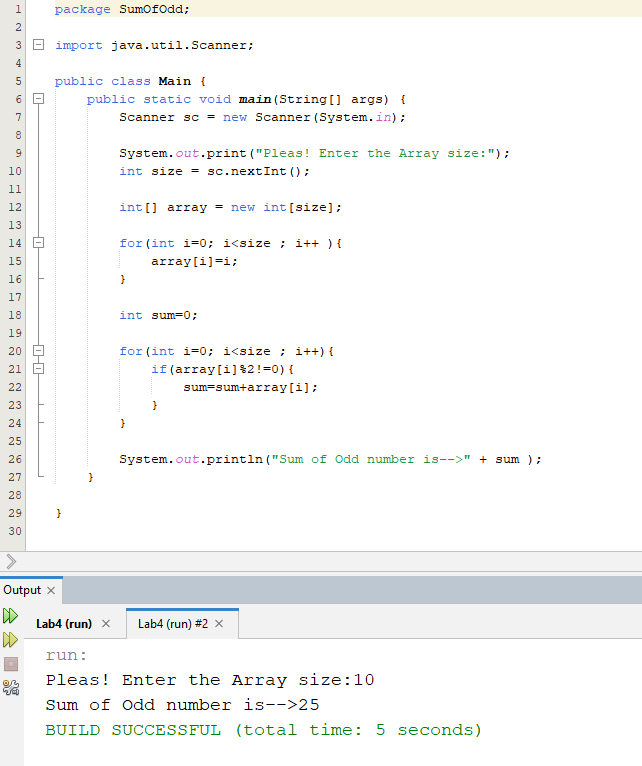 1 package SumOfOdd;
2
3 import java.util.Scanner;
4
5 public class Main {
6 public static void main(String[] args) {
7 Scanner sc = new Scanner(System.in);
8
9 System.out.print("Pleas! Enter the Array size:");
10 int size = sc.nextInt();
11
12 int[] array = new int[size];
13
14 for(int i=0; i<size ; i++ ){
15 array[i]=i;
16 }
17
18 int sum=0;
19
20 for(int i=0; i<size ; i++){
21 if(array[i]%2!=0){
22 sum=sum+array[i];
23 }
24 }
25
26 System.out.println("Sum of Odd number is-->" + sum );
27 }
28
29 }
30
Output
Lab4 (run) Lab4 (run) #2
run:
Pleas! Enter the Array size:10
Sum of Odd number is-->25
BUILD SUCCESSFUL (total time: 5 seconds)